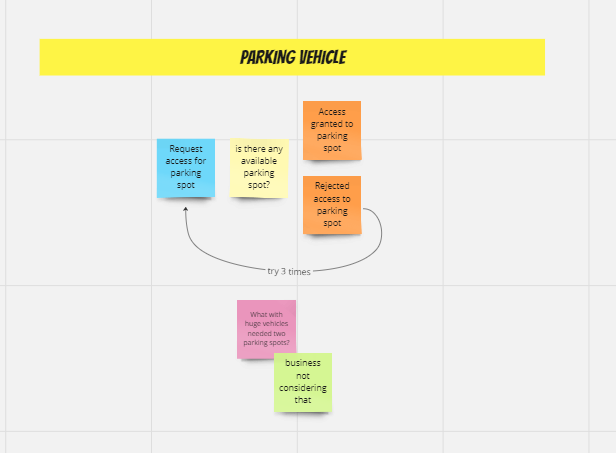 PARKING VEHICLE
Request
access for
parking
spot
is there any
available
parking
spot?
Access
granted to
parking
spot
Rejected
access to
parking
spot
try 3 times
What with
huge vehicles
needed two
parking spots?
business
not
considering
that